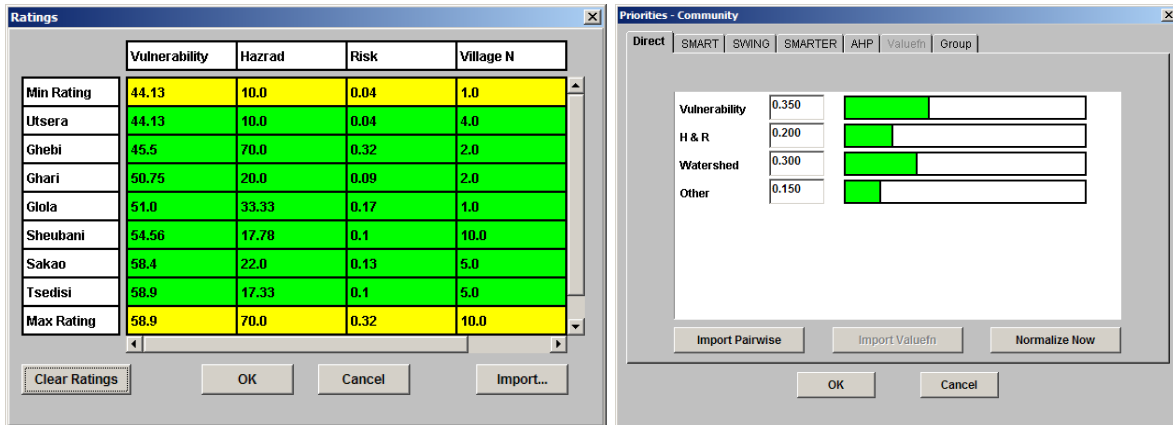 Ratings
Vulnerability Hazrad Risk Village N
Min Rating 44.13 10.0 0.04 1.0
Utsera 44.13 10.0 0.04 4.0
Ghebi 45.5 70.0 0.32 2.0
Ghari 50.75 20.0 0.09 2.0
Glola 51.0 33.33 0.17 1.0
Sheubani 54.56 17.78 0.1 10.0
Sakao 58.4 22.0 0.13 5.0
Tsedisi 58.9 17.33 0.1 5.0
Max Rating 58.9 70.0 0.32 10.0
Clear Ratings OK Cancel Import...
Priorities - Community
Direct SMART SWING SMARTER AHP Valuefn Group
Vulnerability 0.350
H & R 0.200
Watershed 0.300
Other 0.150
Import Pairwise Import Valuefn Normalize Now
OK Cancel